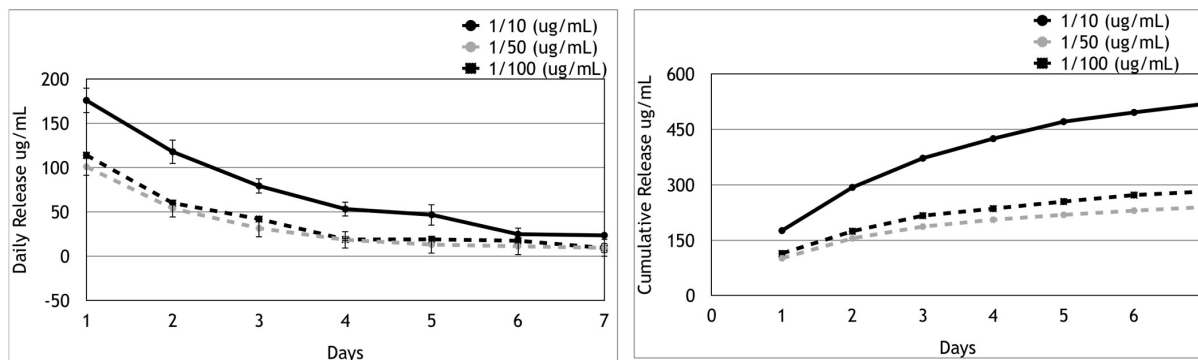 1/10 (ug/mL)
1/50 (ug/mL)
1/100 (ug/mL)
Daily Release ug/mL
200
150
100
50
0
-50
1 2 3 4 5 6 7
Days
1/10 (ug/mL)
1/50 (ug/mL)
1/100 (ug/mL)
Cumulative Release ug/mL
600
450
300
150
0
0 1 2 3 4 5 6
Days